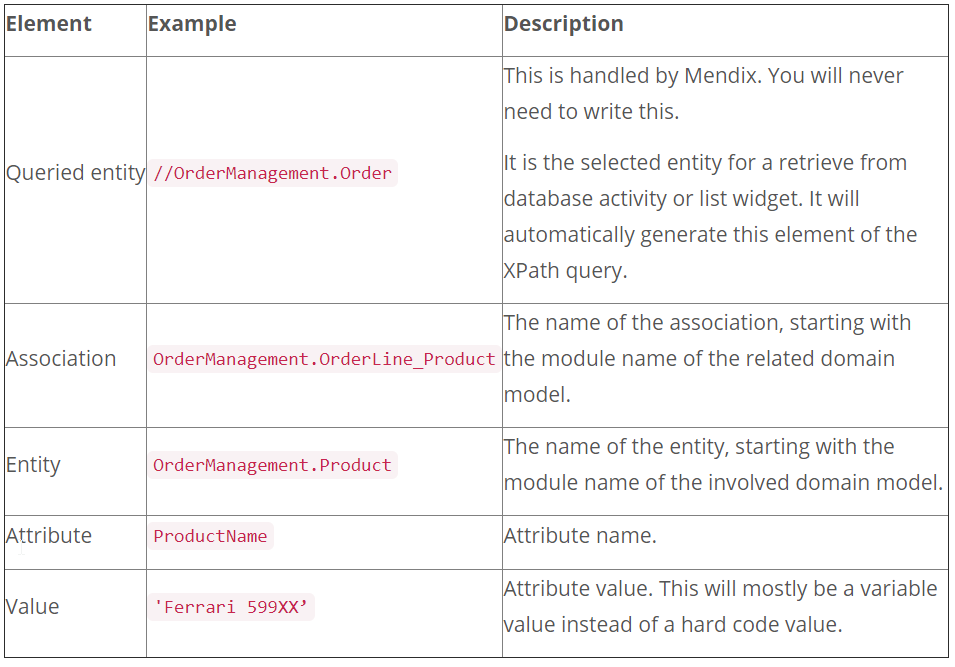 Element Example Description
This is handled by Mendix. You will never
need to write this.
Queried entity //OrderManagement.Order
It is the selected entity for a retrieve from
database activity or list widget. It will
automatically generate this element of the
XPath query.
The name of the association, starting with
Association OrderManagement.OrderLine_Product the module name of the related domain
model.
Entity OrderManagement.Product
The name of the entity, starting with the
module name of the involved domain model.
Attribute ProductName Attribute name.
Value 'Ferrari 599XX’
Attribute value. This will mostly be a variable
value instead of a hard code value.